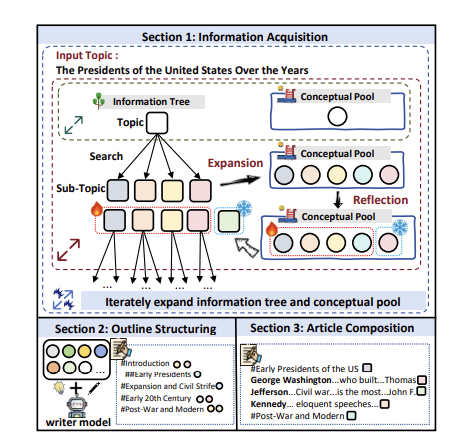 Section 1: Information Acquisition
Input Topic :
The Presidents of the United States Over the Years
Information Tree
Conceptual Pool
Topic
Search
Expansion
Conceptual Pool
Sub-Topic
Reflection
Conceptual Pool
... ... ... ...
Iterately expand information tree and conceptual pool
Section 2: Outline Structuring
...
writer model
#Introduction
##Early Presidents
#Expansion and Civil Strife
#Early 20th Century
#Post-War and Modern
Section 3: Article Composition
#Early Presidents of the US
George Washington...who built...Thomas
Jefferson...Civil war...is the most...John F.
Kennedy... eloquent speeches...
#Post-War and Modern